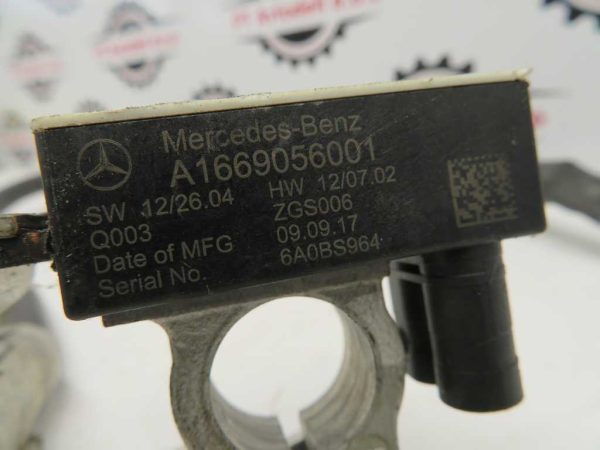 Mercedes-Benz
A1669056001
SW 12/26.04 HW 12/07.02
Q003 ZGS006
Date of MFG 09.09.17
Serial No. 6A0BS964